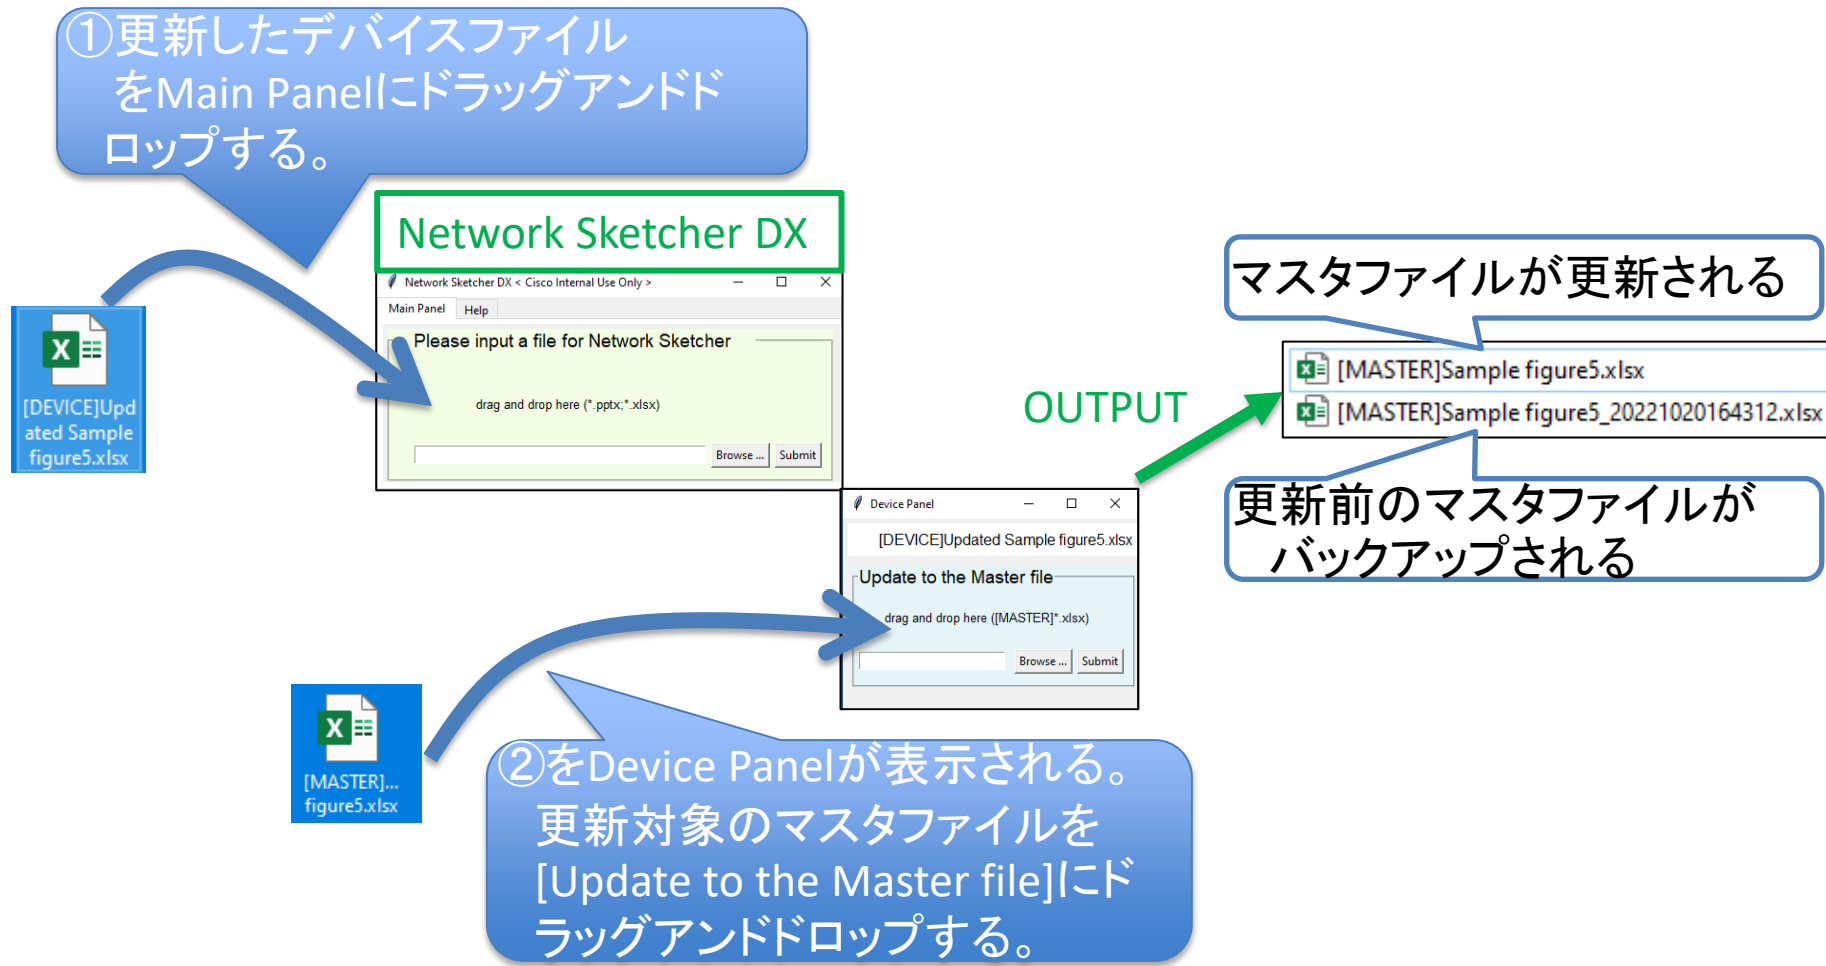 ①更新したデバイスファイル
をMain Panelにドラッグアンドド
ロップする。
Network Sketcher DX
Network Sketcher DX < Cisco Internal Use Only >
Main Panel Help
Please input a file for Network Sketcher
drag and drop here (*.pptx;*.xlsx)
Browse ... Submit
[DEVICE]Upd
ated Sample
figure5.xlsx
マスタファイルが更新される
[MASTER]Sample figure5.xlsx
[MASTER]Sample figure5_20221020164312.xlsx
OUTPUT
更新前のマスタファイルが
バックアップされる
Device Panel
[DEVICE]Updated Sample figure5.xlsx
Update to the Master file
drag and drop here ([MASTER]*.xlsx)
Browse ... Submit
[MASTER]...
figure5.xlsx
②をDevice Panelが表示される。
更新対象のマスタファイルを
[Update to the Master file]にド
ラッグアンドドロップする。